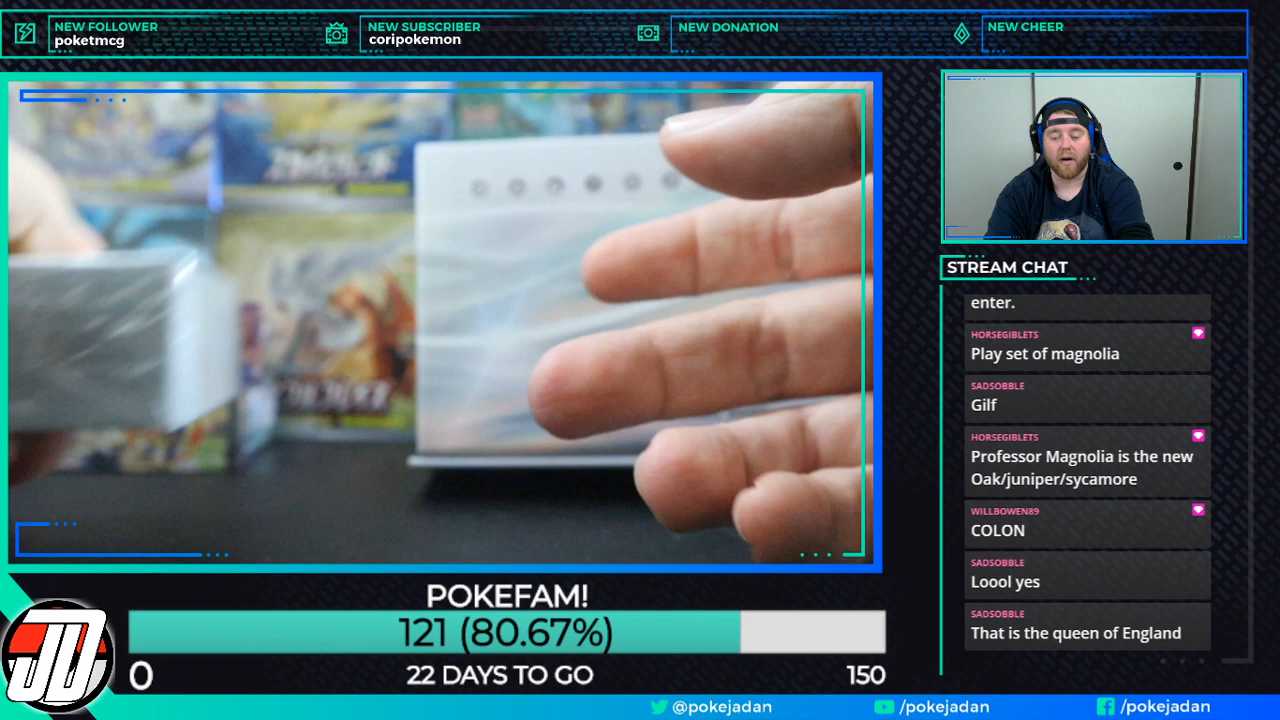 NEW FOLLOWER
poketmcg
NEW SUBSCRIBER
coripokemon
NEW DONATION
NEW CHEER
STREAM CHAT
enter.
HORSEGIBLETS
Play set of magnolia
SADSOBBLE
Gilf
HORSEGIBLETS
Professor Magnolia is the new
Oak/juniper/sycamore
WILLBOWEN89
COLON
SADSOBBLE
Loool yes
SADSOBBLE
That is the queen of England
POKEFAM!
121 (80.67%)
0
22 DAYS TO GO
150
@pokejadan
/pokejadan
/pokejadan